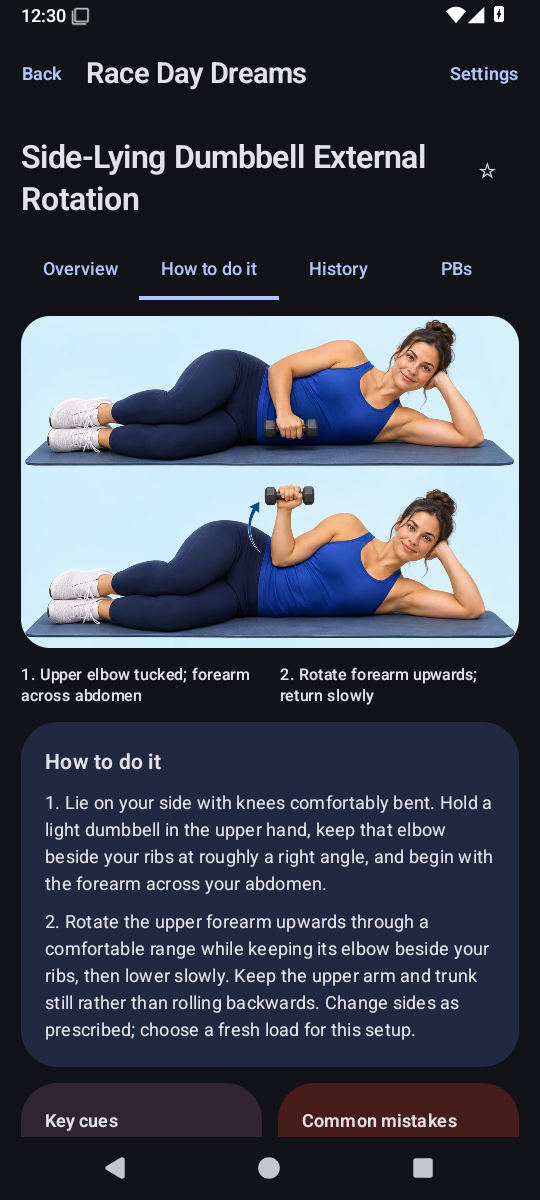 12:30
Back
Race Day Dreams
Settings
Side-Lying Dumbbell External
Rotation
Overview
How to do it
History
PBs
1. Upper elbow tucked; forearm
across abdomen
2. Rotate forearm upwards;
return slowly
How to do it
1. Lie on your side with knees comfortably bent. Hold a
light dumbbell in the upper hand, keep that elbow
beside your ribs at roughly a right angle, and begin with
the forearm across your abdomen.
2. Rotate the upper forearm upwards through a
comfortable range while keeping its elbow beside your
ribs, then lower slowly. Keep the upper arm and trunk
still rather than rolling backwards. Change sides as
prescribed; choose a fresh load for this setup.
Key cues
Common mistakes